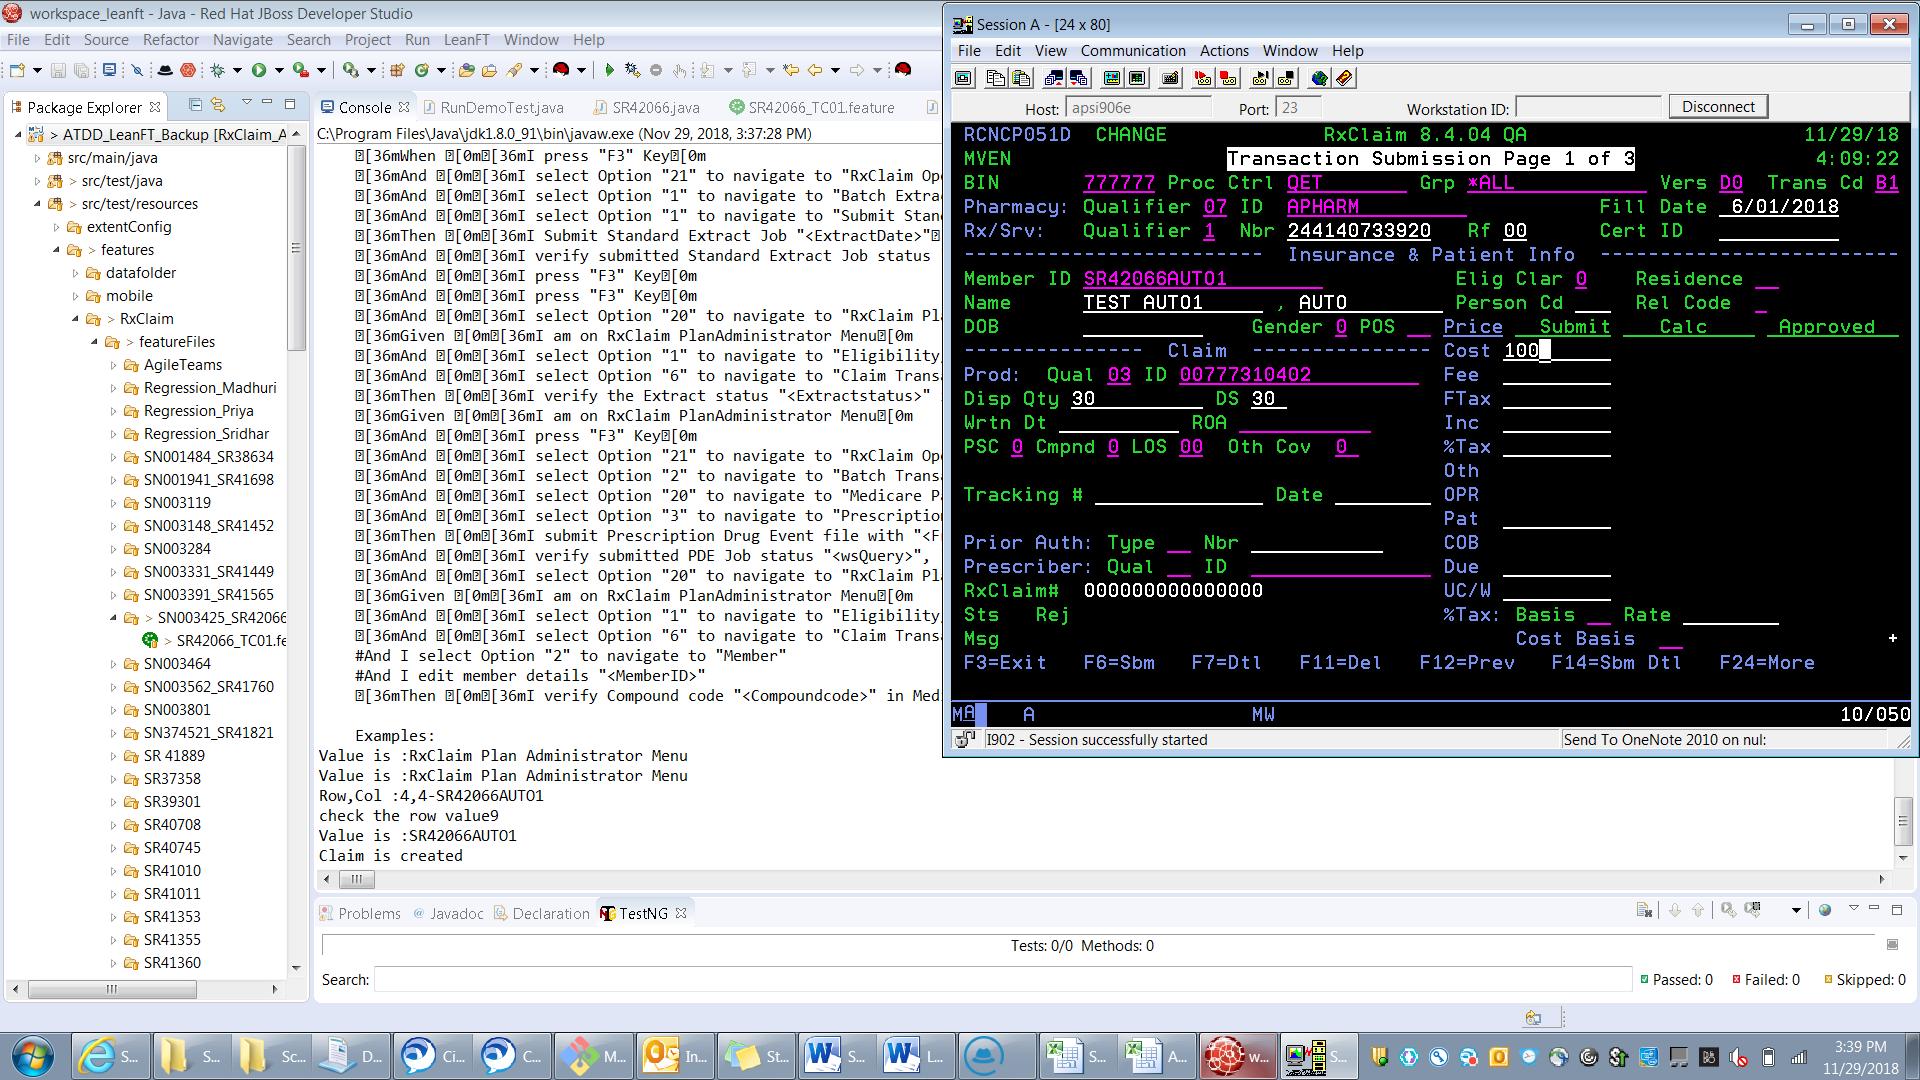 workspace_leanft - Java - Red Hat JBoss Developer Studio
File Edit Source Refactor Navigate Search Project Run LeanFT Window Help
Package Explorer
> ATDD_LeanFT_Backup [RxClaim_A
src/main/java
> src/test/java
> src/test/resources
extentConfig
> features
datafolder
mobile
> RxClaim
> featureFiles
AgileTeams
Regression_Madhuri
Regression_Priya
Regression_Sridhar
SN001484_SR38634
SN001941_SR41698
SN003119
SN003148_SR41452
SN003284
SN003331_SR41449
SN003391_SR41565
> SN003425_SR42066
> SR42066_TC01.fe
SN003464
SN003562_SR41760
SN003801
SN374521_SR41821
SR 41889
SR37358
SR39301
SR40708
SR40745
SR41010
SR41011
SR41353
SR41355
SR41360
Console RunDemoTest.java SR42066.java SR42066_TC01.feature
C:\Program Files\Java\jdk1.8.0_91\bin\javaw.exe (Nov 29, 2018, 3:37:28 PM)
[36mWhen [0m[36mI press "F3" Key[0m
[36mAnd [0m[36mI select Option "21" to navigate to "RxClaim Ope
[36mAnd [0m[36mI select Option "1" to navigate to "Batch Extrac
[36mAnd [0m[36mI select Option "1" to navigate to "Submit Stand
[36mThen [0m[36mI Submit Standard Extract Job "<ExtractDate>"
[36mAnd [0m[36mI verify submitted Standard Extract Job status
[36mAnd [0m[36mI press "F3" Key[0m
[36mAnd [0m[36mI press "F3" Key[0m
[36mAnd [0m[36mI select Option "20" to navigate to "RxClaim Pla
[36mGiven [0m[36mI am on RxClaim PlanAdministrator Menu[0m
[36mAnd [0m[36mI select Option "1" to navigate to "Eligibility,
[36mAnd [0m[36mI select Option "6" to navigate to "Claim Transa
[36mThen [0m[36mI verify the Extract status "<Extractstatus>"
[36mGiven [0m[36mI am on RxClaim PlanAdministrator Menu[0m
[36mAnd [0m[36mI press "F3" Key[0m
[36mAnd [0m[36mI select Option "21" to navigate to "RxClaim Ope
[36mAnd [0m[36mI select Option "2" to navigate to "Batch Transa
[36mAnd [0m[36mI select Option "20" to navigate to "Medicare Pa
[36mAnd [0m[36mI select Option "3" to navigate to "Prescription
[36mThen [0m[36mI submit Prescription Drug Event file with "<Fr
[36mAnd [0m[36mI verify submitted PDE Job status "<wsQuery>",
[36mAnd [0m[36mI select Option "20" to navigate to "RxClaim Pla
[36mGiven [0m[36mI am on RxClaim PlanAdministrator Menu[0m
[36mAnd [0m[36mI select Option "1" to navigate to "Eligibility,
[36mAnd [0m[36mI select Option "6" to navigate to "Claim Transa
#And I select Option "2" to navigate to "Member"
#And I edit member details "<MemberID>"
[36mThen [0m[36mI verify Compound code "<Compoundcode>" in Medi
Examples:
Value is :RxClaim Plan Administrator Menu
Value is :RxClaim Plan Administrator Menu
Row,Col :4,4-SR42066AUTO1
check the row value9
Value is :SR42066AUTO1
Claim is created
Problems @ Javadoc Declaration TestNG
Tests: 0/0 Methods: 0
Search: Passed: 0 Failed: 0 Skipped: 0
Session A - [24 x 80]
File Edit View Communication Actions Window Help
Host: apsi906e Port: 23 Workstation ID: Disconnect
RCNCP051D CHANGE RxClaim 8.4.04 QA 11/29/18
MVEN Transaction Submission Page 1 of 3 4:09:22
BIN 777777 Proc Ctrl QET Grp *ALL Vers D0 Trans Cd B1
Pharmacy: Qualifier 07 ID APHARM Fill Date 6/01/2018
Rx/Srv: Qualifier 1 Nbr 244140733920 Rf 00 Cert ID
------------------------- Insurance & Patient Info -------------------------
Member ID SR42066AUTO1 Elig Clar 0 Residence
Name TEST AUTO1 , AUTO Person Cd Rel Code
DOB Gender 0 POS Price Submit Calc Approved
--------------- Claim --------------- Cost 100
Prod: Qual 03 ID 00777310402 Fee
Disp Qty 30 DS 30 FTax
Wrtn Dt ROA Inc
PSC 0 Cmpnd 0 LOS 00 Oth Cov 0 %Tax
Oth
Tracking # Date OPR
Pat
Prior Auth: Type Nbr COB
Prescriber: Qual ID Due
RxClaim# 000000000000000 UC/W
Sts Rej %Tax: Basis Rate
Msg Cost Basis +
F3=Exit F6=Sbm F7=Dtl F11=Del F12=Prev F14=Sbm Dtl F24=More
MA A MW 10/050
I902 - Session successfully started Send To OneNote 2010 on nul:
S... S... Sc... D... Ci... C... M... In... St... S... L... S... A... w... S...
3:39 PM
11/29/2018